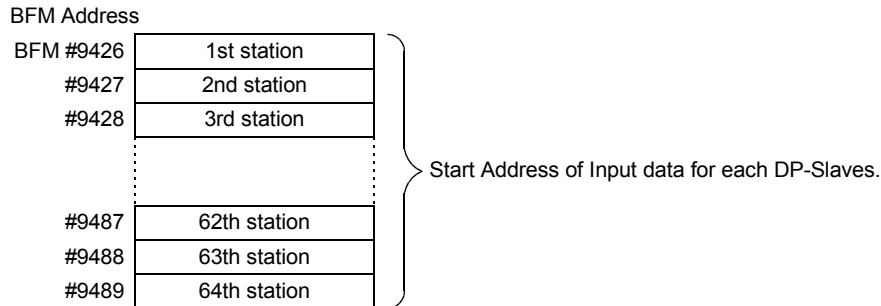 BFM Address
BFM #9426 1st station
#9427 2nd station
#9428 3rd station
Start Address of Input data for each DP-Slaves.
#9487 62th station
#9488 63th station
#9489 64th station